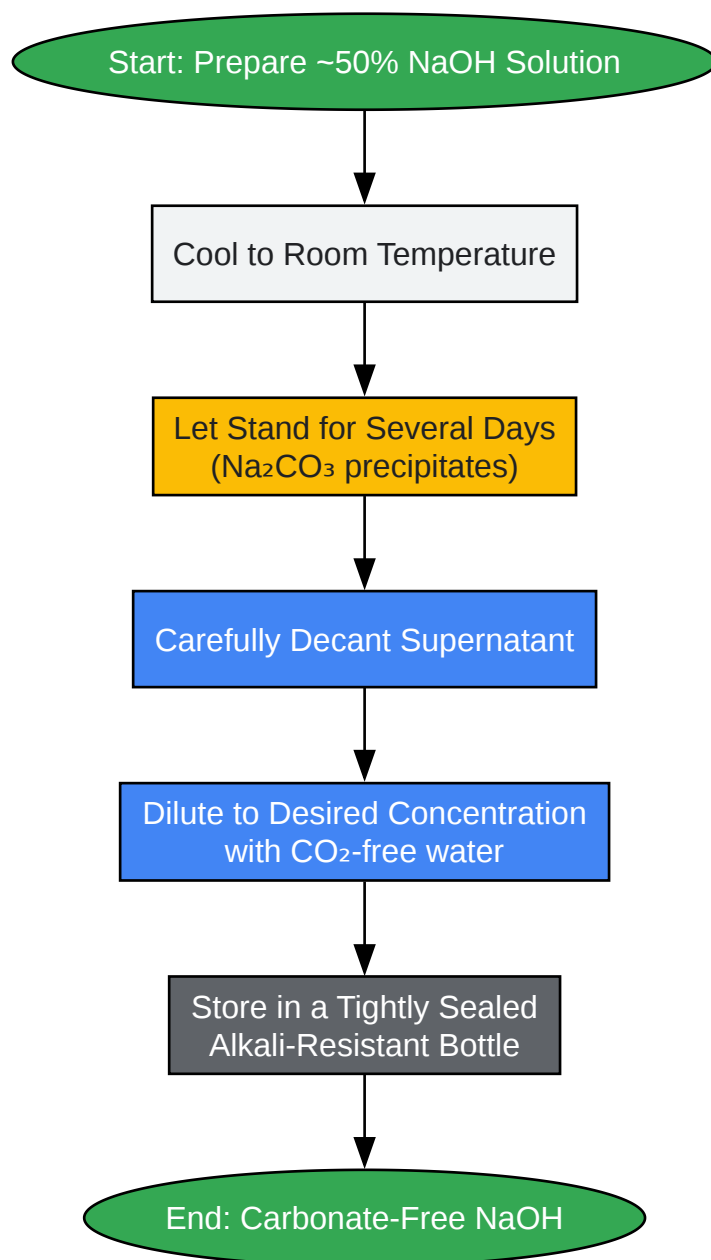 Start: Prepare ~50% NaOH Solution
Cool to Room Temperature
Let Stand for Several Days
(Na₂CO₃ precipitates)
Carefully Decant Supernatant
Dilute to Desired Concentration
with CO₂-free water
Store in a Tightly Sealed
Alkali-Resistant Bottle
End: Carbonate-Free NaOH